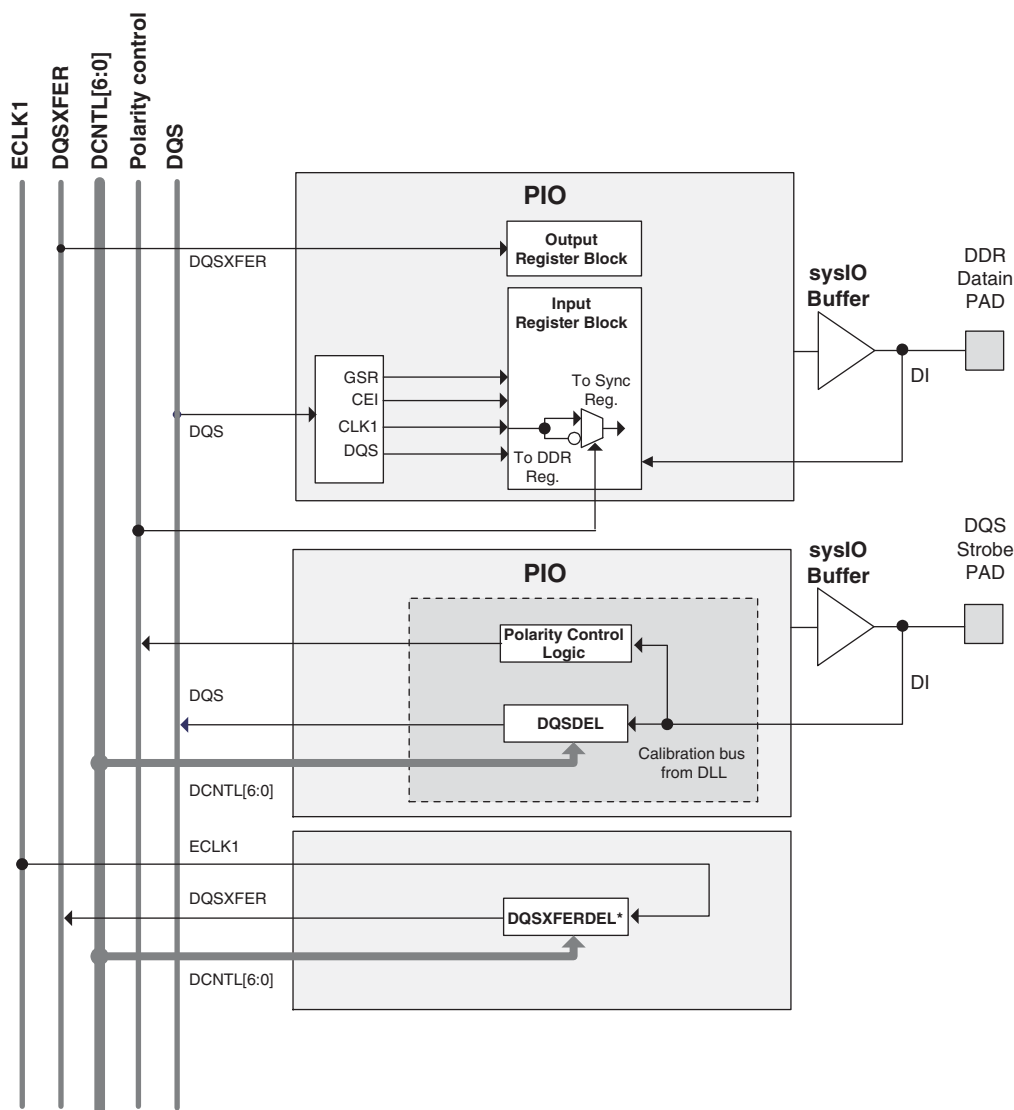 ECLK1
DQSXFER
DCNTL[6:0]
Polarity control
DQS
PIO
Output
Register Block
DQSXFER
Input
Register Block
sysIO
Buffer
DDR
Datain
PAD
DI
GSR
CEI
CLK1
DQS
To Sync
Reg.
To DDR
Reg.
DQS
PIO
sysIO
Buffer
DQS
Strobe
PAD
DI
Polarity Control
Logic
DQS
DQSDEL
Calibration bus
from DLL
DCNTL[6:0]
ECLK1
DQSXFER
DQSXFERDEL*
DCNTL[6:0]